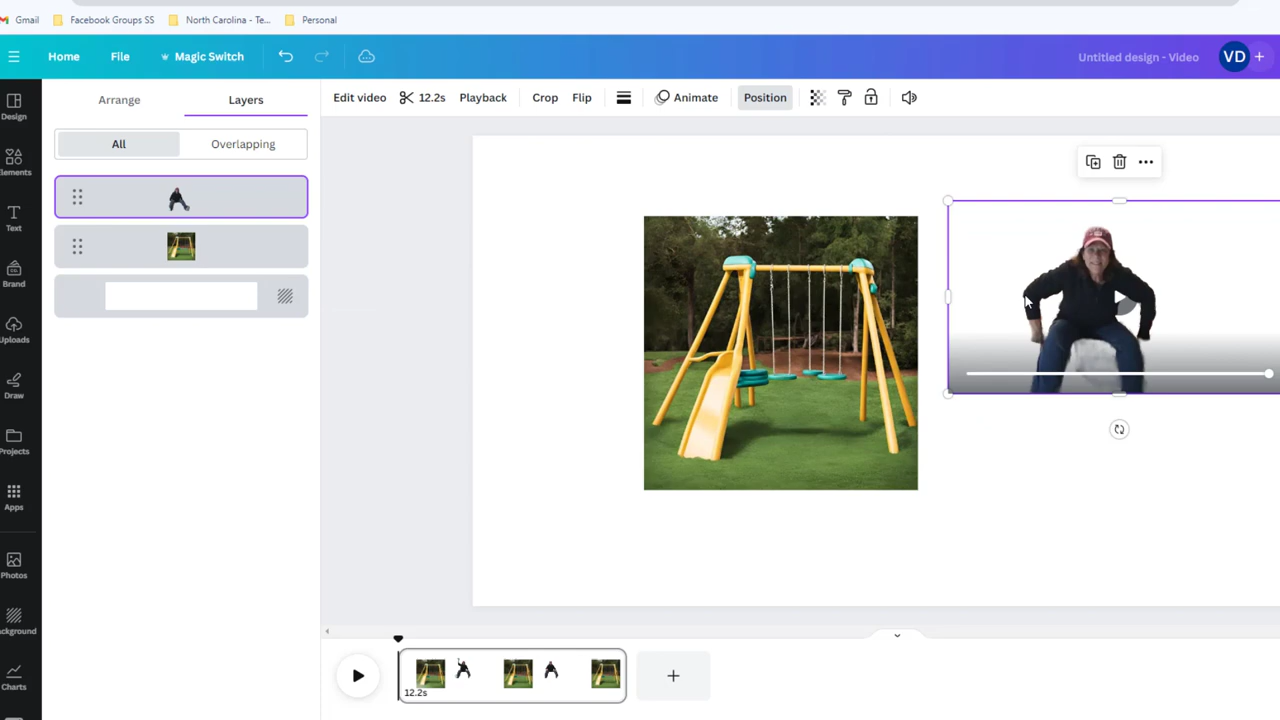 Gmail Facebook Groups SS North Carolina - Te... Personal
Home File Magic Switch Untitled design - Video VD +
Arrange Layers
Edit video 12.2s Playback Crop Flip Animate Position
All Overlapping
Design
Elements
Text
Brand
Uploads
Draw
Projects
Apps
Photos
ackground
Charts
12.2s